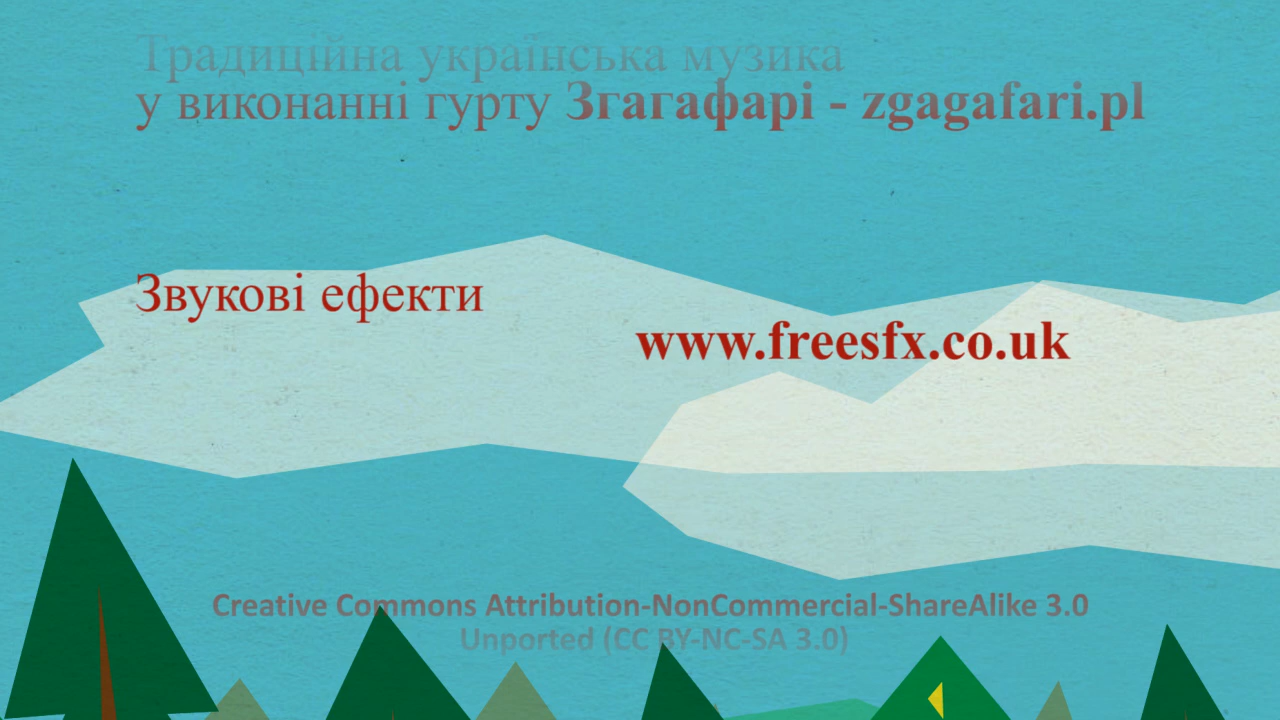 Традиційна українська музика
у виконанні гурту Згагафарі - zgagafari.pl
Звукові ефекти
www.freesfx.co.uk
Creative Commons Attribution-NonCommercial-ShareAlike 3.0
Unported (CC BY-NC-SA 3.0)